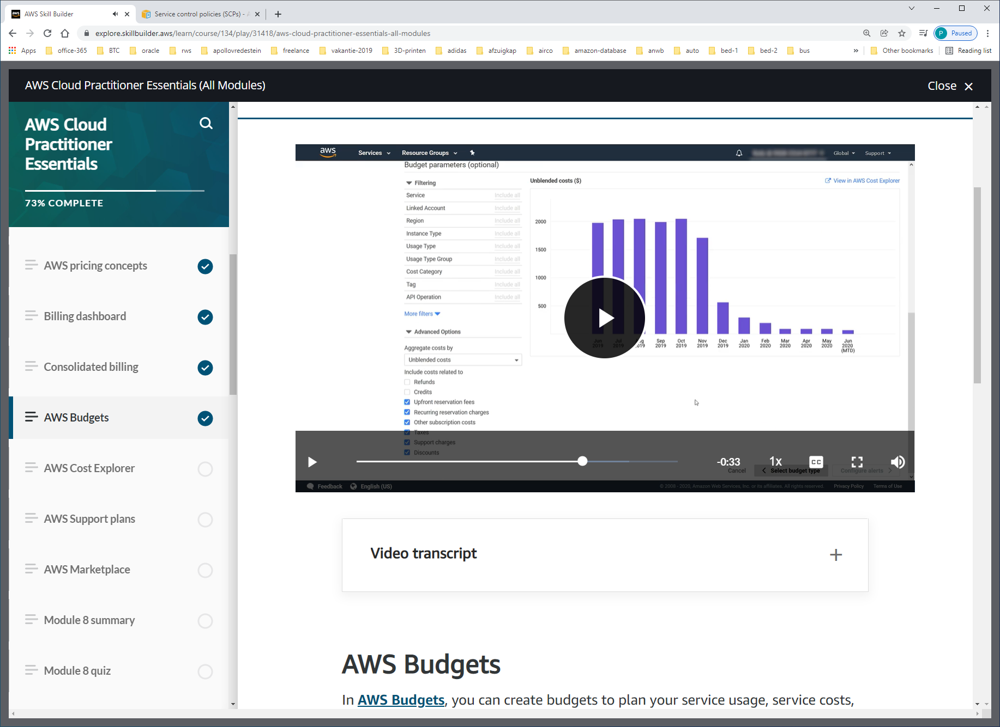 AWS Skill Builder
Service control policies (SCPs) - A
explore.skillbuilder.aws/learn/course/134/play/31418/aws-cloud-practitioner-essentials-all-modules
P Paused
Apps office-365 BTC oracle rws apollovredestein freelance vakantie-2019 3D-printen adidas afzuigkap airco amazon-database anwb auto bed-1 bed-2 bus » Other bookmarks Reading list
AWS Cloud Practitioner Essentials (All Modules)
Close
AWS Cloud
Practitioner
Essentials
73% COMPLETE
AWS pricing concepts
Billing dashboard
Consolidated billing
AWS Budgets
AWS Cost Explorer
AWS Support plans
AWS Marketplace
Module 8 summary
Module 8 quiz
aws Services Resource Groups Global Support
Budget parameters (optional)
Filtering
Service Include all
Linked Account Include all
Region Include all
Instance Type Include all
Usage Type Include all
Usage Type Group Include all
Cost Category Include all
Tag Include all
API Operation Include all
More filters
Advanced Options
Aggregate costs by
Unblended costs
Include costs related to
Refunds
Credits
Upfront reservation fees
Recurring reservation charges
Other subscription costs
Taxes
Support charges
Discounts
Unblended costs ($)
View in AWS Cost Explorer
2000
1500
1000
500
Jun Jul Sep Oct Nov Dec Jan Feb Mar Apr May Jun
2019 2019 2019 2019 2019 2019 2019 2020 2020 2020 2020 2020 2020
(MTD)
-0:33 1x CC
Cancel Select budget type Configure alerts
Feedback English (US)
© 2008 - 2020, Amazon Web Services, Inc. or its affiliates. All rights reserved. Privacy Policy Terms of Use
Video transcript
AWS Budgets
In AWS Budgets, you can create budgets to plan your service usage, service costs,